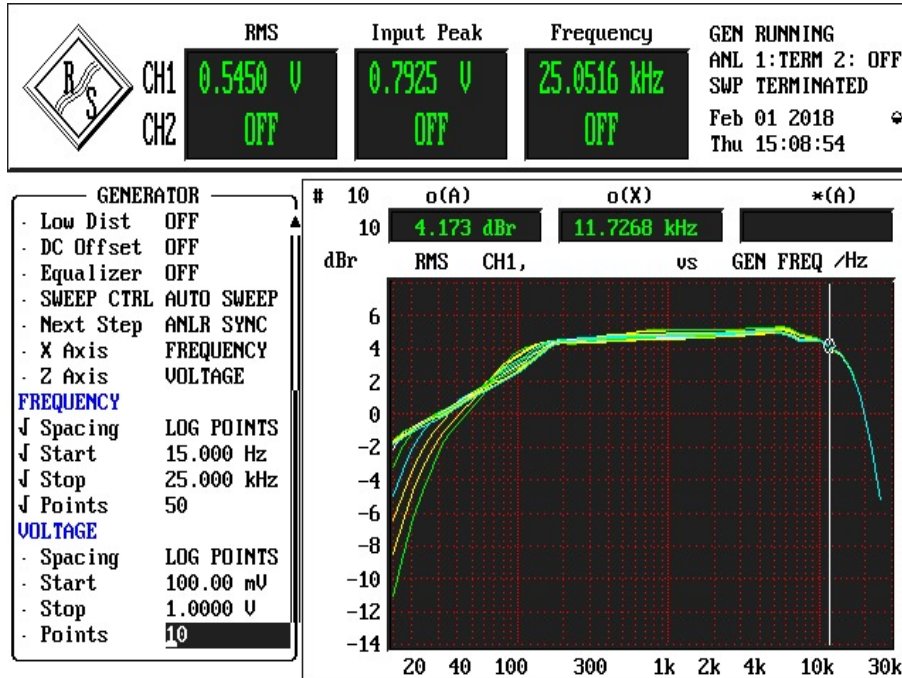 RMS Input Peak Frequency GEN RUNNING
ANL 1:TERM 2: OFF
R S CH1 0.5450 V 0.7925 V 25.0516 kHz SWP TERMINATED
CH2 OFF OFF OFF Feb 01 2018
Thu 15:08:54
GENERATOR
· Low Dist OFF
· DC Offset OFF
· Equalizer OFF
· SWEEP CTRL AUTO SWEEP
· Next Step ANLR SYNC
· X Axis FREQUENCY
· Z Axis VOLTAGE
FREQUENCY
√ Spacing LOG POINTS
√ Start 15.000 Hz
√ Stop 25.000 kHz
√ Points 50
VOLTAGE
· Spacing LOG POINTS
· Start 100.00 mV
· Stop 1.0000 V
· Points 10
# 10 o(A) o(X) *(A)
10 4.173 dBr 11.7268 kHz
dBr RMS CH1, vs GEN FREQ /Hz
6
4
2
0
-2
-4
-6
-8
-10
-12
-14
20 40 100 300 1k 2k 4k 10k 30k